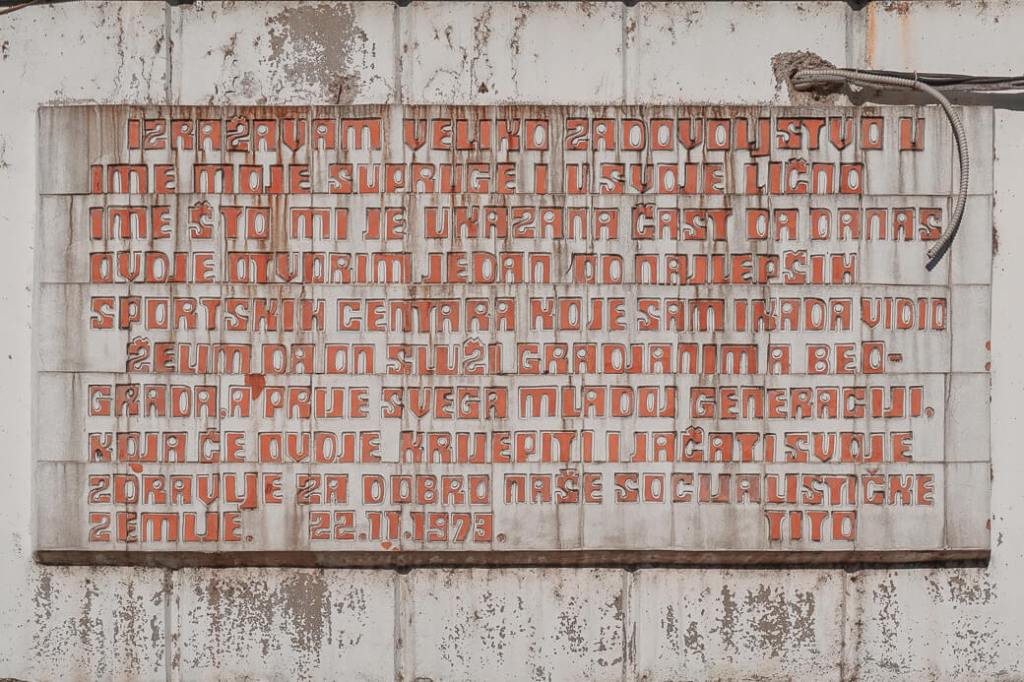 IZRAŽAVAM VELIKO ZADOVOLJSTVO U
IME MOJE SUPRUGE I U SVOJE LIČNO
IME ŠTO MI JE UKAZANA ČAST DA DANAS
OVDJE OTVORIM JEDAN OD NAJLEPŠIH
SPORTSKIH CENTARA KOJE SAM IKADA VIDIO
ŽELIM DA ON SLUŽI GRAĐANIMA BEO-
GRADA, A PRIJE SVEGA MLADOJ GENERACIJI,
KOJA ĆE OVDJE KRIJEPITI I JAČATI SVOJE
ZDRAVLJE ZA DOBRO NAŠE SOCIJALISTIČKE
ZEMLJE. 22.11.1973. TITO